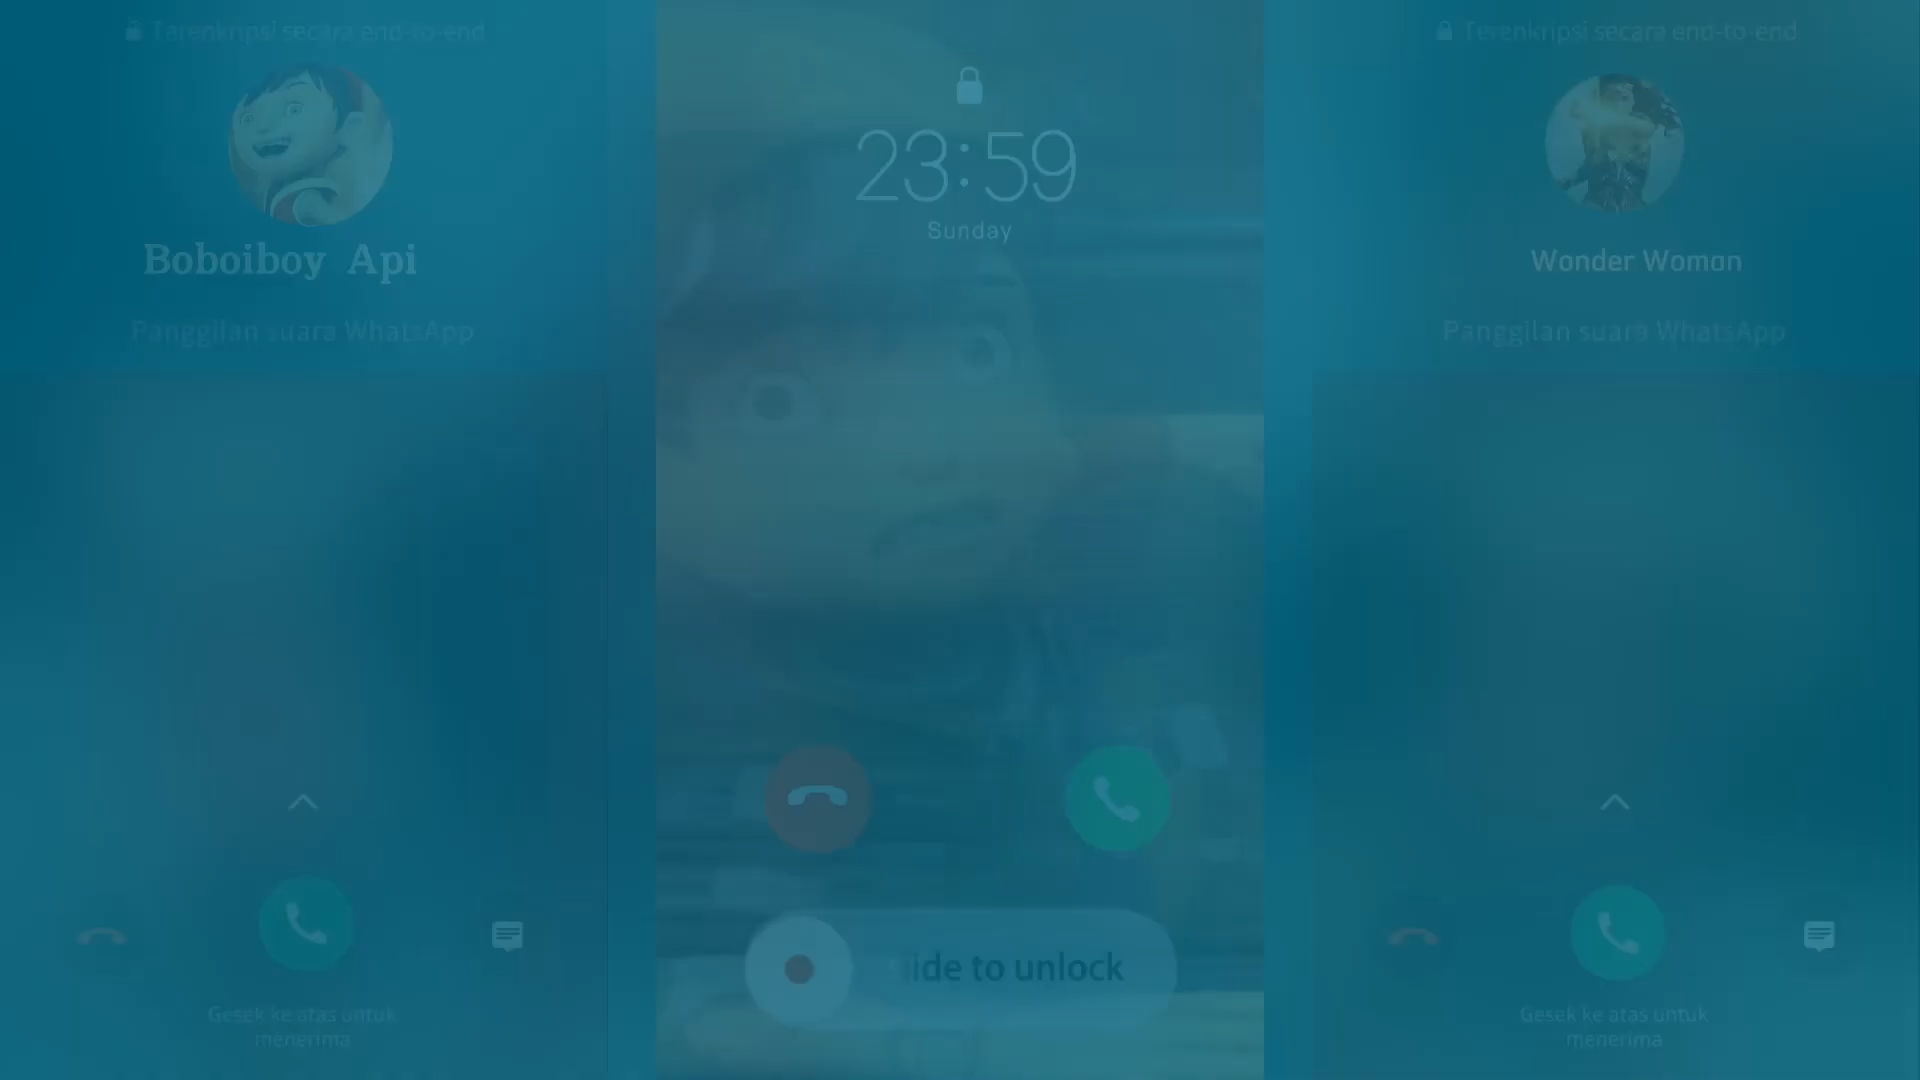 Terenkripsi secara end-to-end
Boboiboy Api
Panggilan suara WhatsApp
Gesek ke atas untuk
menerima
23:59
Sunday
ide to unlock
Terenkripsi secara end-to-end
Wonder Woman
Panggilan suara WhatsApp
Gesek ke atas untuk
menerima